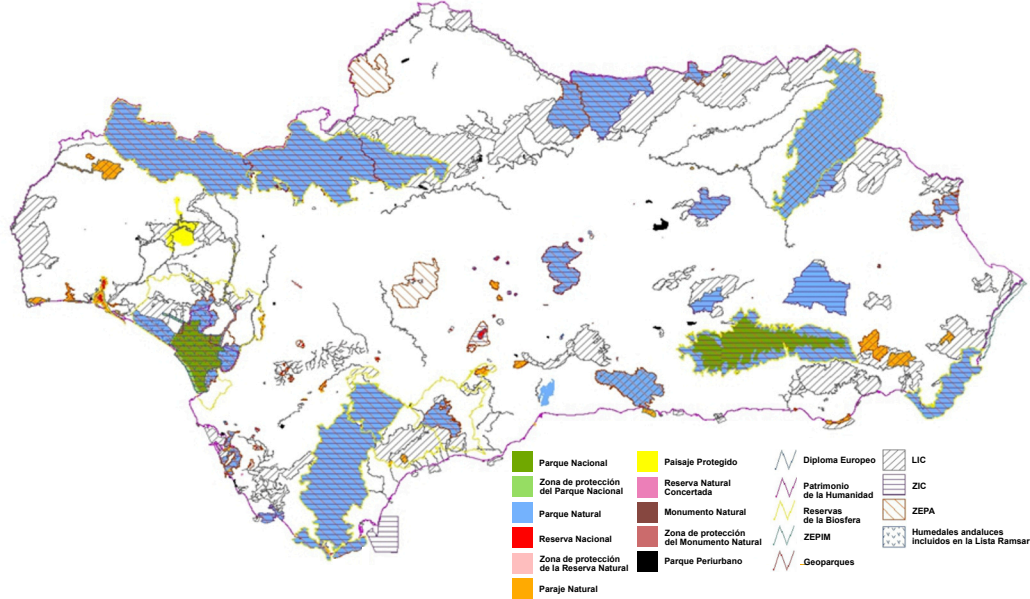 Parque Nacional
Zona de protección
del Parque Nacional
Parque Natural
Reserva Nacional
Zona de protección
de la Reserva Natural
Paraje Natural
Paisaje Protegido
Reserva Natural
Concertada
Monumento Natural
Zona de protección
del Monumento Natural
Parque Periurbano
Diploma Europeo
Patrimonio
de la Humanidad
Reservas
de la Biosfera
ZEPIM
Geoparques
LIC
ZIC
ZEPA
Humedales andaluces
incluidos en la Lista Ramsar